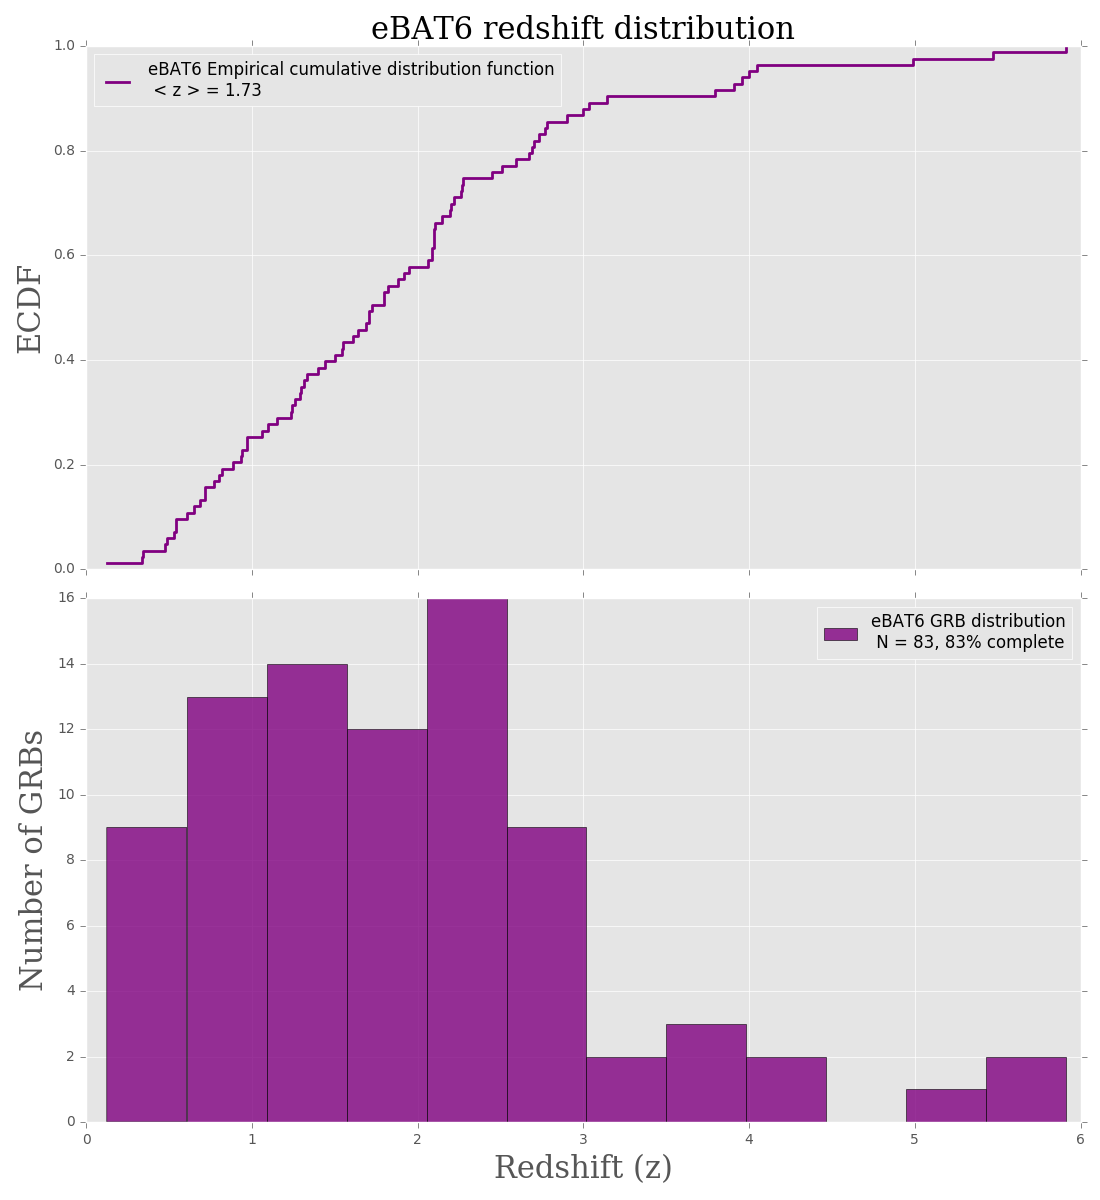 eBAT6 redshift distribution
eBAT6 Empirical cumulative distribution function
< z > = 1.73
1.0
0.8
0.6
0.4
0.2
0.0
ECDF
eBAT6 GRB distribution
N = 83, 83% complete
16
14
12
10
8
6
4
2
0
Number of GRBs
0 1 2 3 4 5 6
Redshift (z)